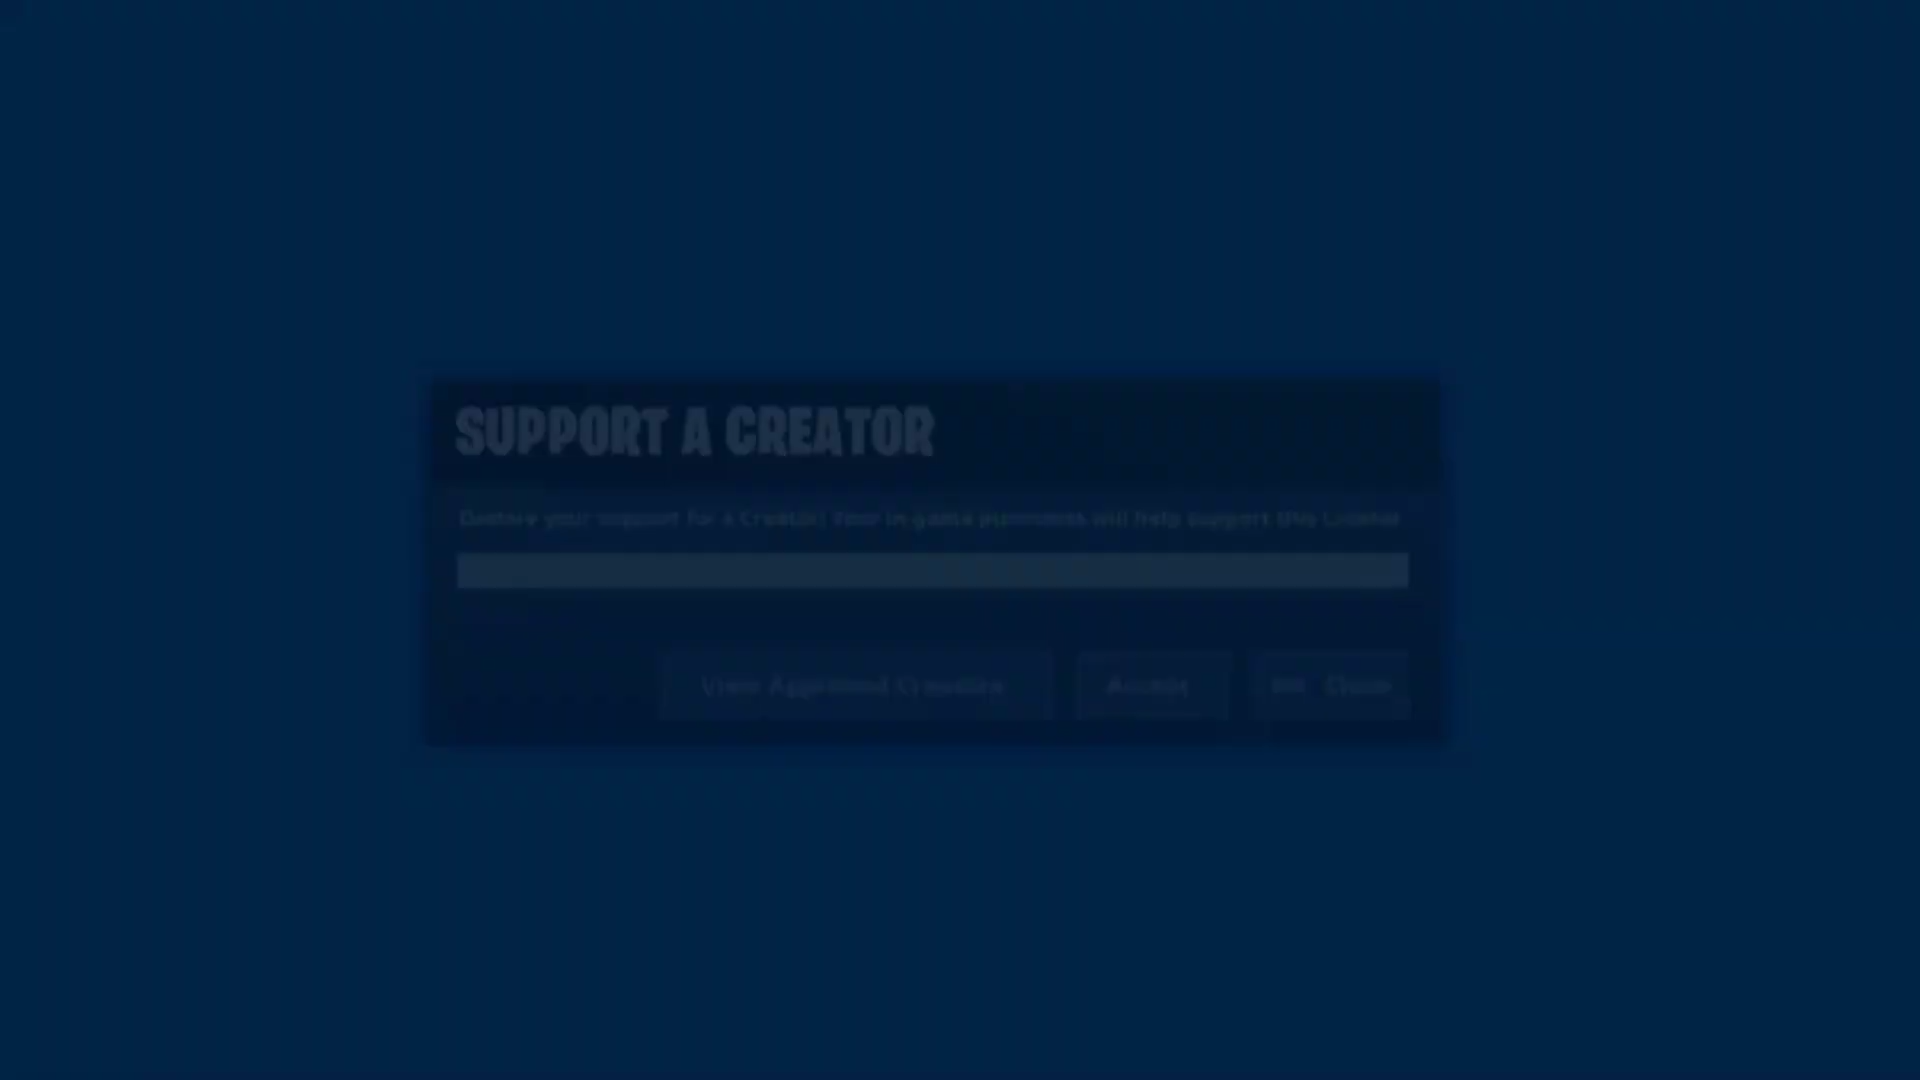 SUPPORT A CREATOR
Declare your support for a Creator! Your in-game purchases will help support this Creator
View Approved Creators
Accept
Close